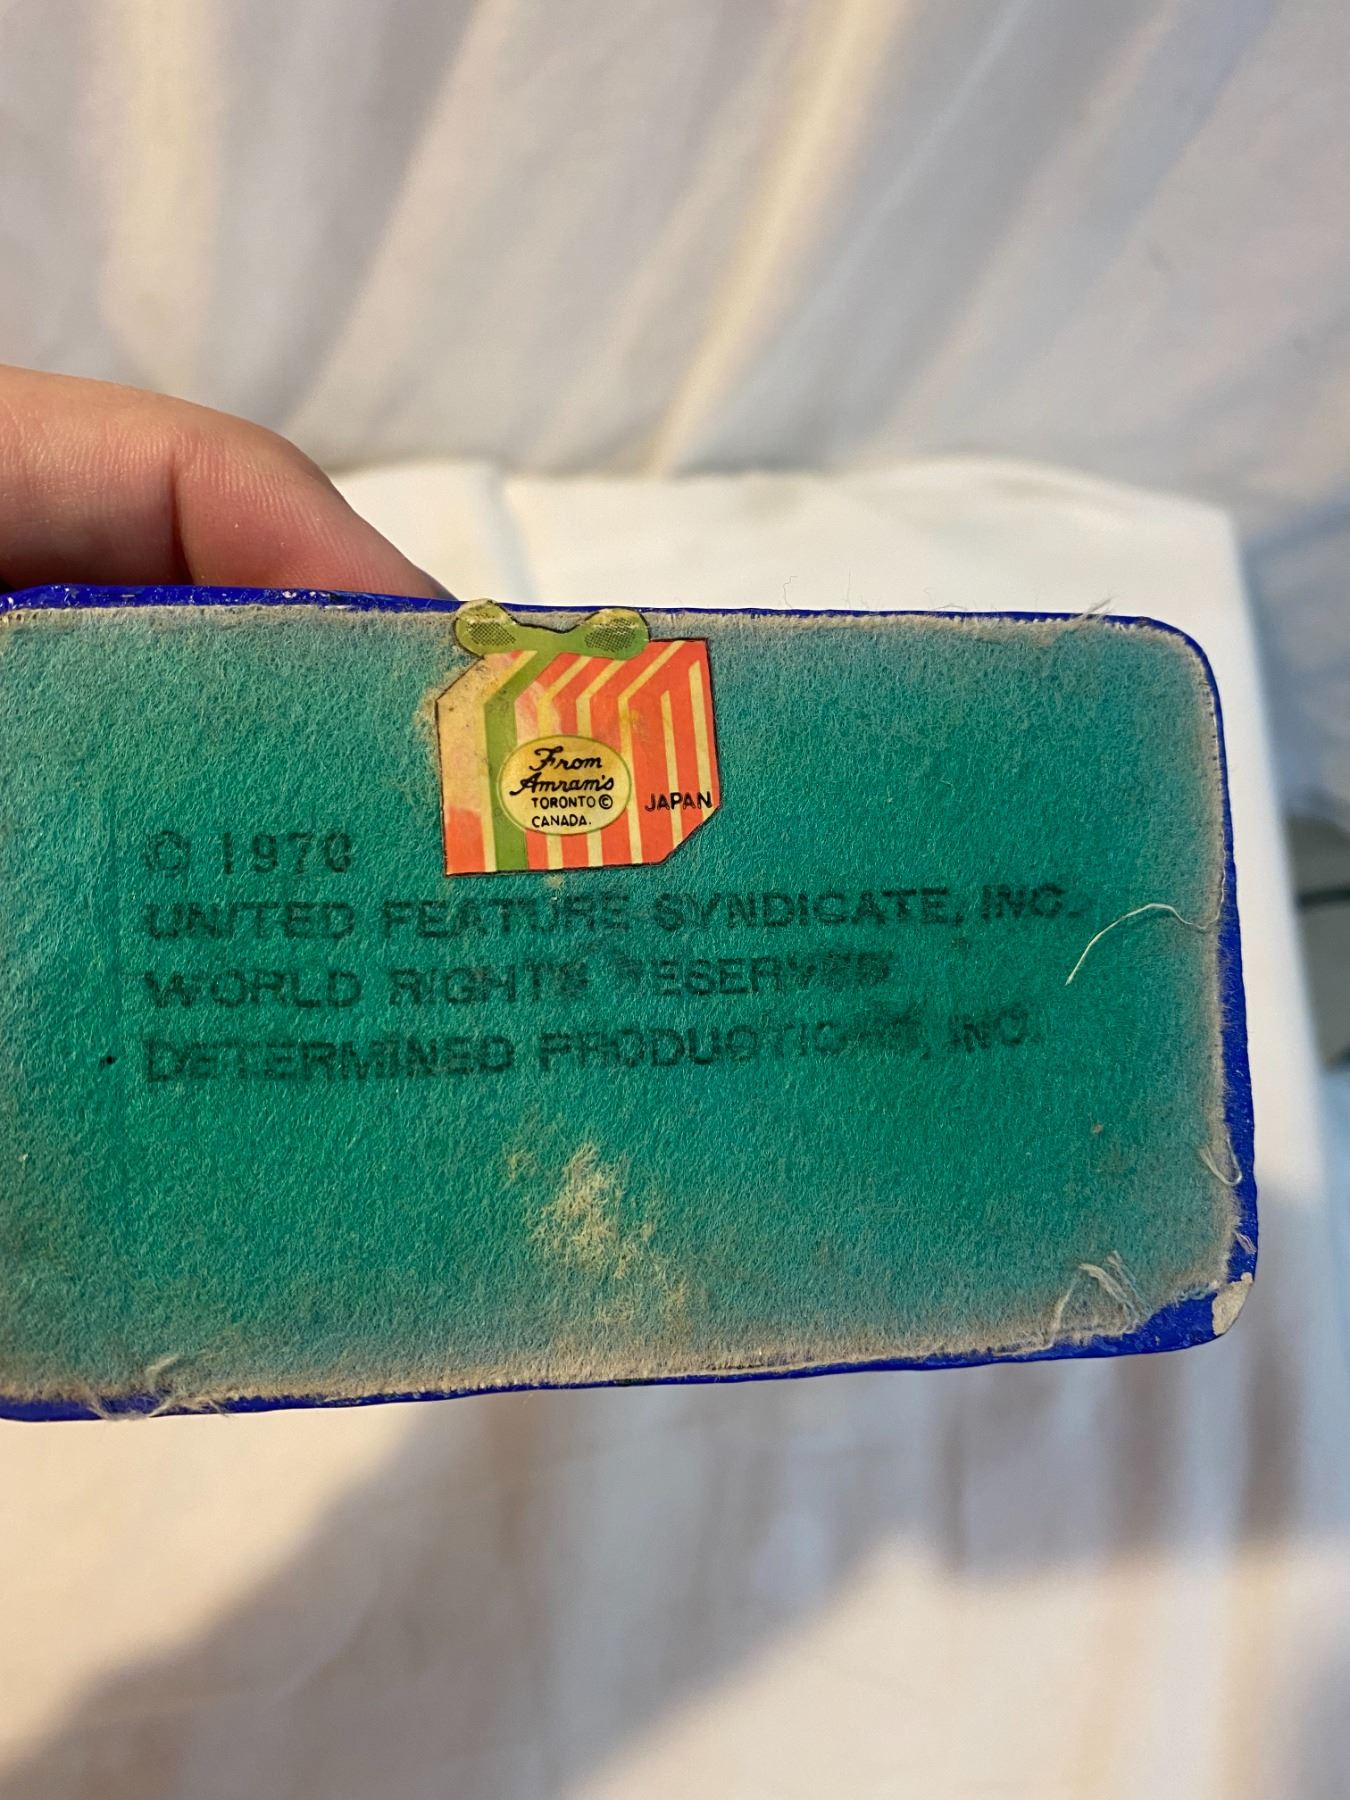 From
Amram's
TORONTO ©
CANADA.
JAPAN
© 1970
UNITED FEATURE SYNDICATE, INC.
WORLD RIGHTS RESERVED
DETERMINED PRODUCTIONS, INC.